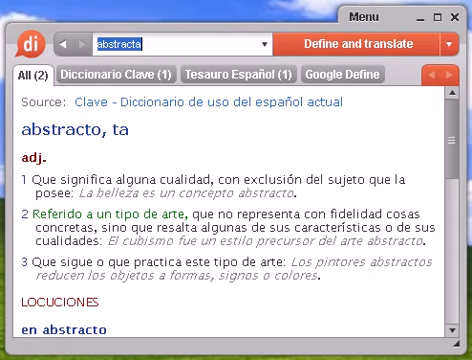 Menu
di
abstracta
Define and translate
All (2)
Diccionario Clave (1)
Tesauro Español (1)
Google Define
Source: Clave - Diccionario de uso del español actual
abstracto, ta
adj.
1 Que significa alguna cualidad, con exclusión del sujeto que la
posee: La belleza es un concepto abstracto.
2 Referido a un tipo de arte, que no representa con fidelidad cosas
concretas, sino que resalta algunas de sus características o de sus
cualidades: El cubismo fue un estilo precursor del arte abstracto.
3 Que sigue o que practica este tipo de arte: Los pintores abstractos
reducen los objetos a formas, signos o colores.
LOCUCIONES
en abstracto